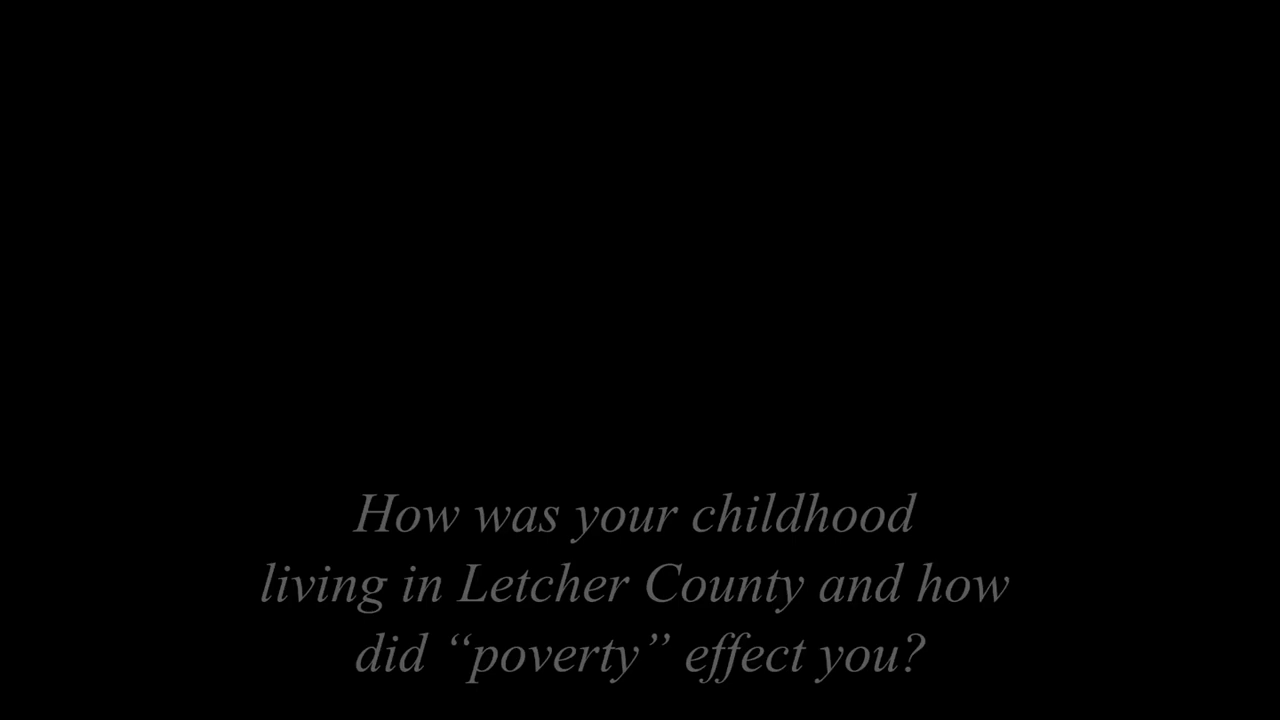 How was your childhood
living in Letcher County and how
did “poverty” effect you?